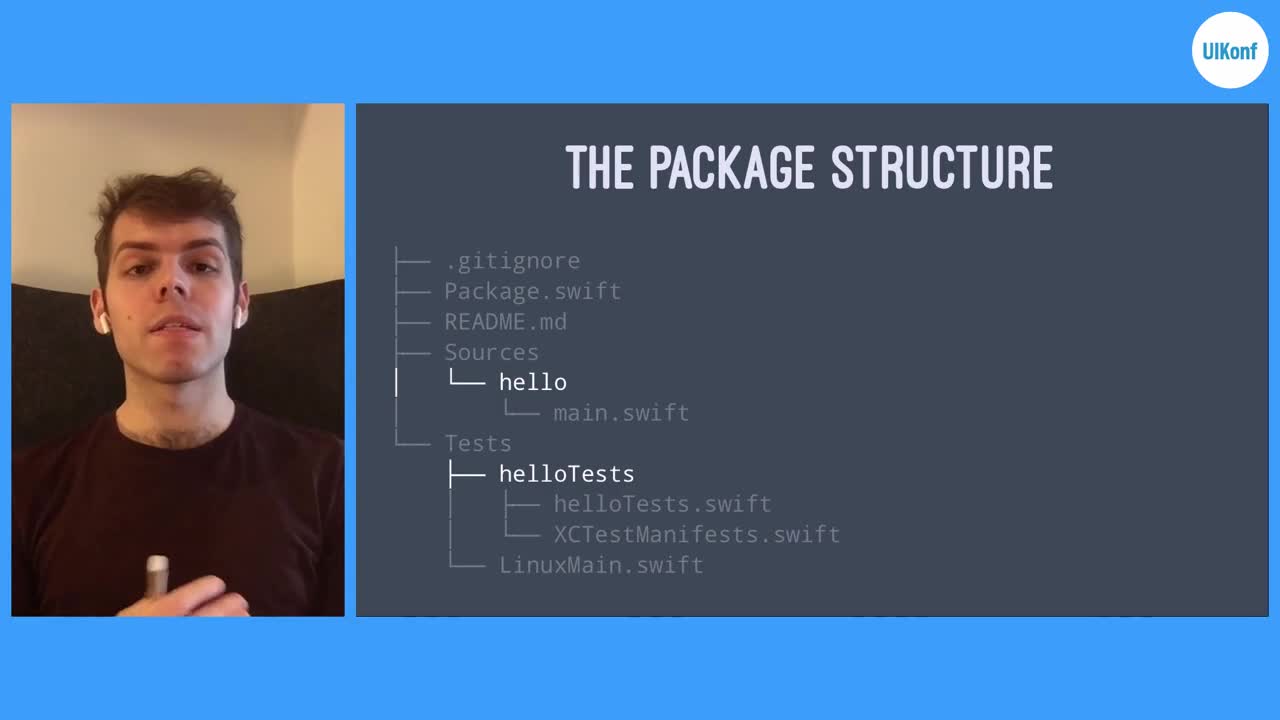 UIKonf
THE PACKAGE STRUCTURE
├── .gitignore
├── Package.swift
├── README.md
├── Sources
│   └── hello
│       └── main.swift
└── Tests
    ├── helloTests
    │   ├── helloTests.swift
    │   └── XCTestManifests.swift
    └── LinuxMain.swift